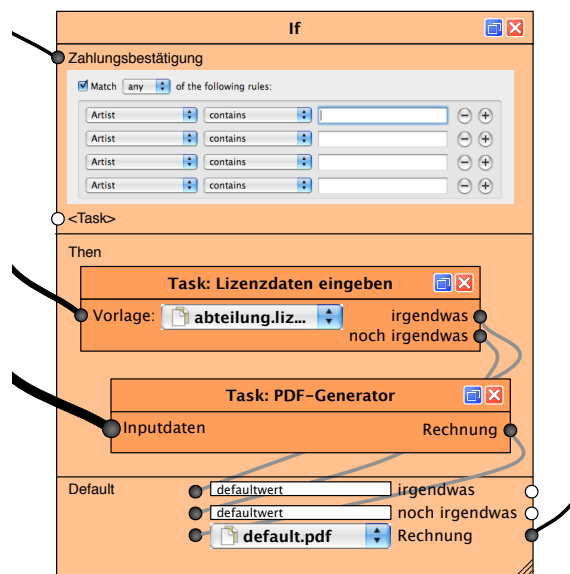 If
Zahlungsbestätigung
Match any of the following rules:
Artist contains
Artist contains
Artist contains
Artist contains
<Task>
Then
Task: Lizenzdaten eingeben
Vorlage: abteilung.liz... irgendwas
noch irgendwas
Task: PDF-Generator
Inputdaten Rechnung
Default defaultwert irgendwas
defaultwert noch irgendwas
default.pdf Rechnung